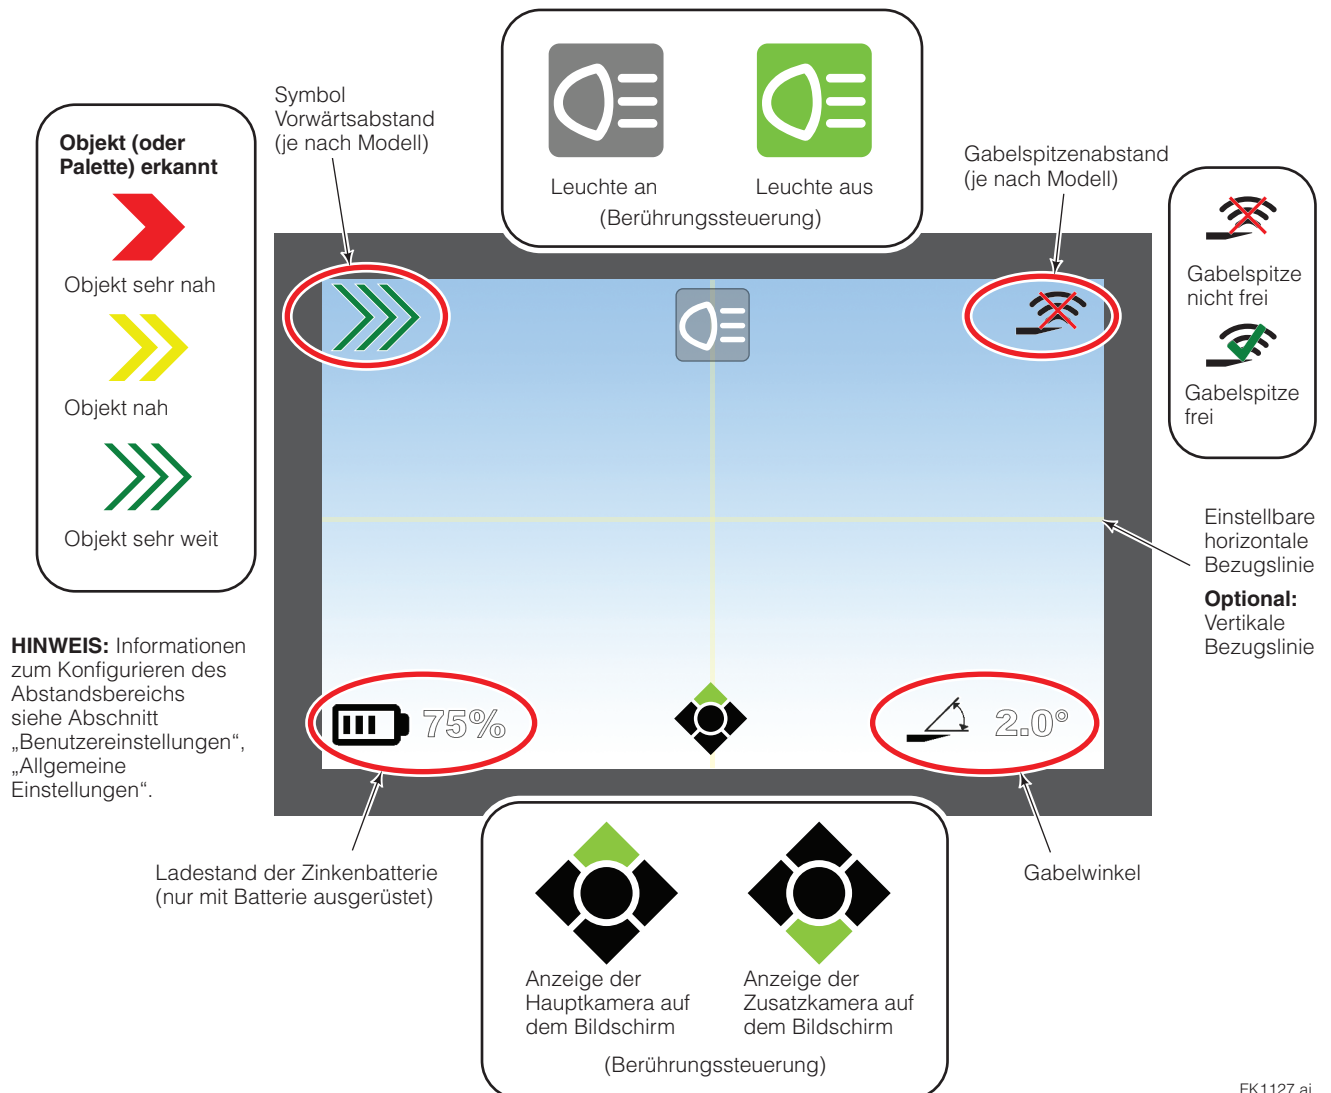 Leuchte an
Leuchte aus
(Berührungssteuerung)
Symbol
Vorwärtsabstand
(je nach Modell)
Gabelspitzenabstand
(je nach Modell)
Objekt (oder
Palette) erkannt
Objekt sehr nah
Objekt nah
Objekt sehr weit
Gabelspitze
nicht frei
Gabelspitze
frei
Einstellbare
horizontale
Bezugslinie
Optional:
Vertikale
Bezugslinie
HINWEIS: Informationen
zum Konfigurieren des
Abstandsbereichs
siehe Abschnitt
„Benutzereinstellungen“,
„Allgemeine
Einstellungen“.
75%
2.0°
Ladestand der Zinkenbatterie
(nur mit Batterie ausgerüstet)
Gabelwinkel
Anzeige der
Hauptkamera auf
dem Bildschirm
Anzeige der
Zusatzkamera auf
dem Bildschirm
(Berührungssteuerung)
FK1127.ai